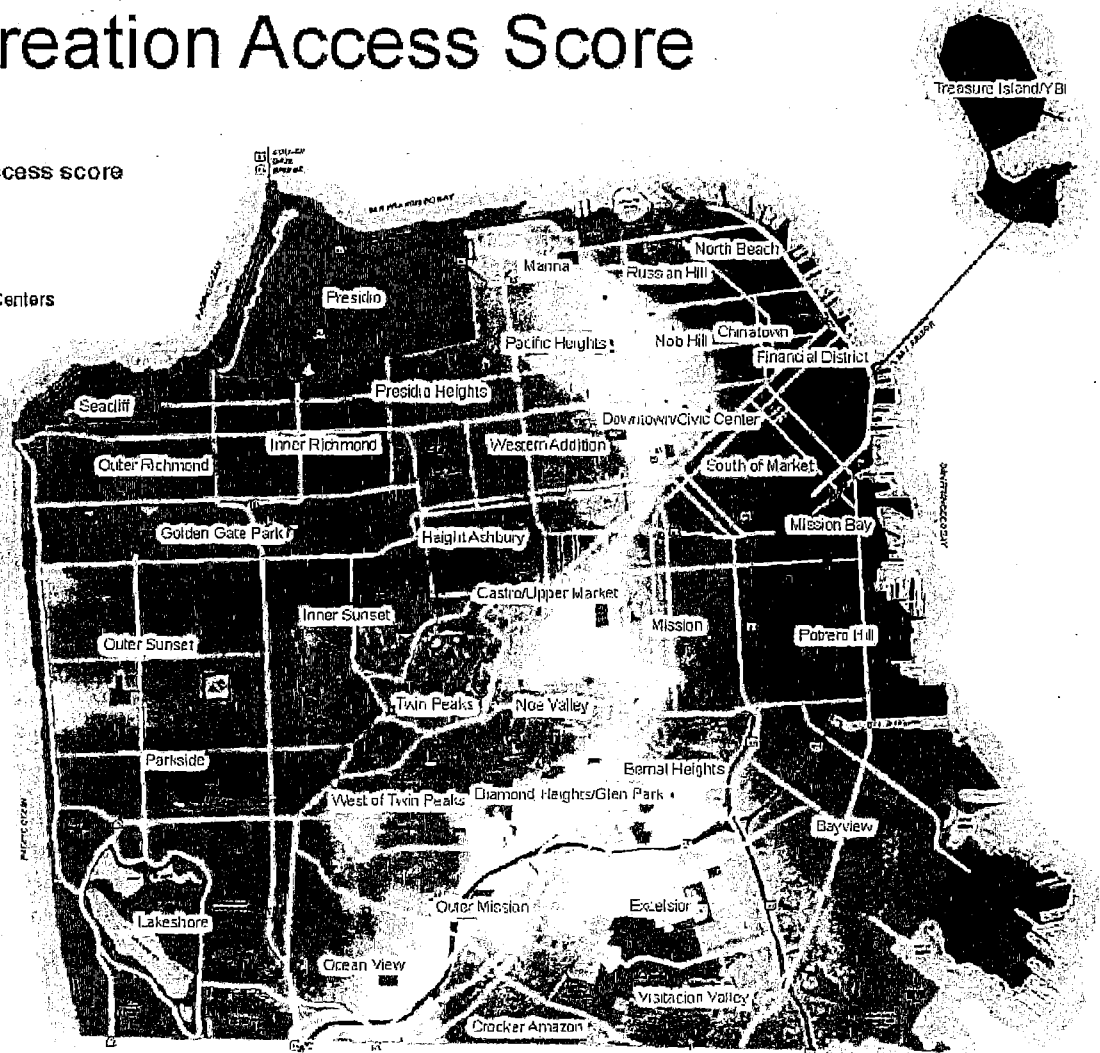 reation Access Score
Treasure Island/YBI
ccess score
Centers
North Beach
Marina
Russian Hill
Presidio
Chinatown
Pacific Heights
Nob Hill
Financial District
Presidio Heights
Seacliff
Downtown/Civic Center
Inner Richmond
Western Addition
Outer Richmond
South of Market
Mission Bay
Golden Gate Park
Haight Ashbury
Castro/Upper Market
Inner Sunset
Mission
Potrero Hill
Outer Sunset
Twin Peaks
Noe Valley
Parkside
Bernal Heights
West of Twin Peaks
Diamond Heights/Glen Park
Bayview
Outer Mission
Excelsior
Lakeshore
Ocean View
Visitacion Valley
Crocker Amazon